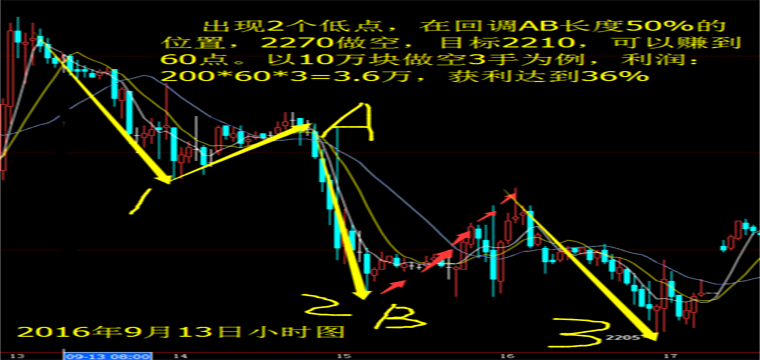 出现2个低点，在回调AB长度50%的
位置，2270做空，目标2210，可以赚到
60点。以10万块做空3手为例，利润：
200*60*3=3.6万，获利达到36%
A
1
2 B
3
2205
2016年9月13日小时图
13 09-13 08:00 14 15 16 17